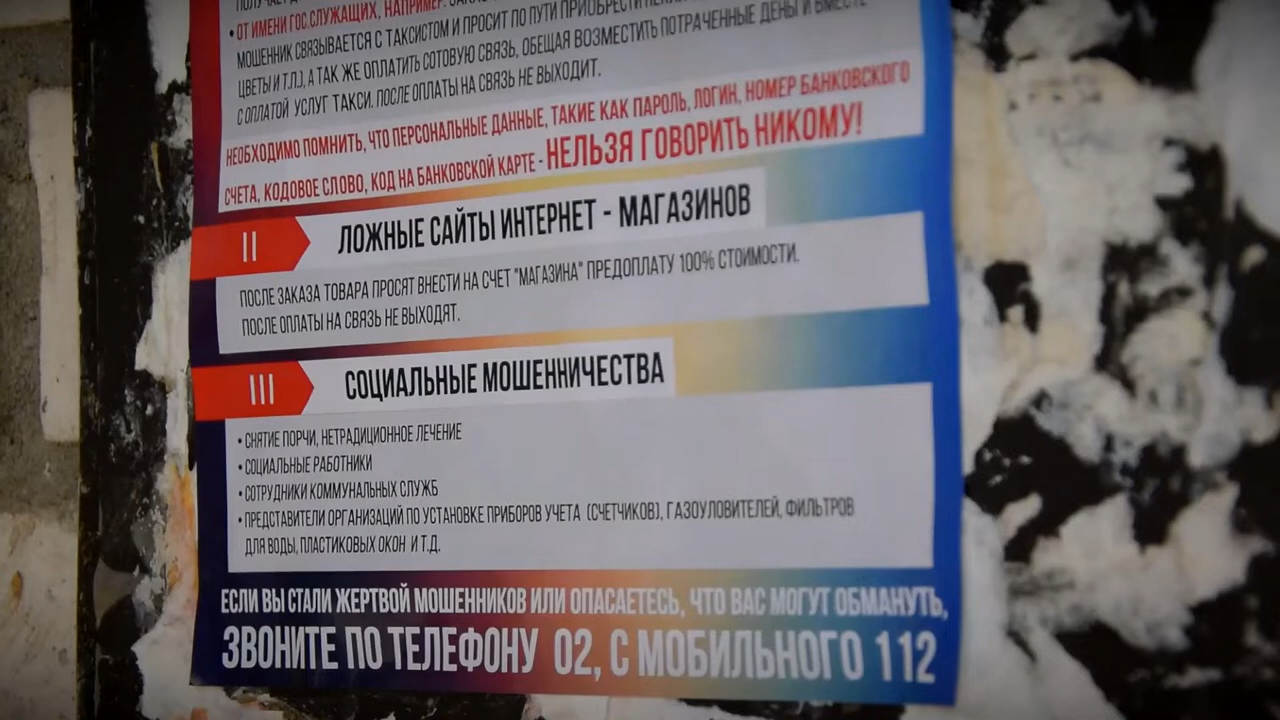 • ОТ ИМЕНИ ГОС.СЛУЖАЩИХ, НАПРИМЕР:
МОШЕННИК СВЯЗЫВАЕТСЯ С ТАКСИСТОМ И ПРОСИТ ПО ПУТИ ПРИОБРЕСТИ
ЦВЕТЫ И Т.П.), А ТАК ЖЕ ОПЛАТИТЬ СОТОВУЮ СВЯЗЬ, ОБЕЩАЯ ВОЗМЕСТИТЬ ПОТРАЧЕННЫЕ ДЕНЬГИ И ВМЕСТЕ
С ОПЛАТОЙ УСЛУГ ТАКСИ. ПОСЛЕ ОПЛАТЫ НА СВЯЗЬ НЕ ВЫХОДИТ.
НЕОБХОДИМО ПОМНИТЬ, ЧТО ПЕРСОНАЛЬНЫЕ ДАННЫЕ, ТАКИЕ КАК ПАРОЛЬ, ЛОГИН, НОМЕР БАНКОВСКОГО
СЧЕТА, КОДОВОЕ СЛОВО, КОД НА БАНКОВСКОЙ КАРТЕ - НЕЛЬЗЯ ГОВОРИТЬ НИКОМУ!
II ЛОЖНЫЕ САЙТЫ ИНТЕРНЕТ - МАГАЗИНОВ
ПОСЛЕ ЗАКАЗА ТОВАРА ПРОСЯТ ВНЕСТИ НА СЧЕТ "МАГАЗИНА" ПРЕДОПЛАТУ 100% СТОИМОСТИ.
ПОСЛЕ ОПЛАТЫ НА СВЯЗЬ НЕ ВЫХОДЯТ.
III СОЦИАЛЬНЫЕ МОШЕННИЧЕСТВА
• СНЯТИЕ ПОРЧИ, НЕТРАДИЦИОННОЕ ЛЕЧЕНИЕ
• СОЦИАЛЬНЫЕ РАБОТНИКИ
• СОТРУДНИКИ КОММУНАЛЬНЫХ СЛУЖБ
• ПРЕДСТАВИТЕЛИ ОРГАНИЗАЦИЙ ПО УСТАНОВКЕ ПРИБОРОВ УЧЕТА (СЧЕТЧИКОВ), ГАЗОУЛОВИТЕЛЕЙ, ФИЛЬТРОВ
ДЛЯ ВОДЫ, ПЛАСТИКОВЫХ ОКОН И Т.Д.
ЕСЛИ ВЫ СТАЛИ ЖЕРТВОЙ МОШЕННИКОВ ИЛИ ОПАСАЕТЕСЬ, ЧТО ВАС МОГУТ ОБМАНУТЬ,
ЗВОНИТЕ ПО ТЕЛЕФОНУ 02, С МОБИЛЬНОГО 112